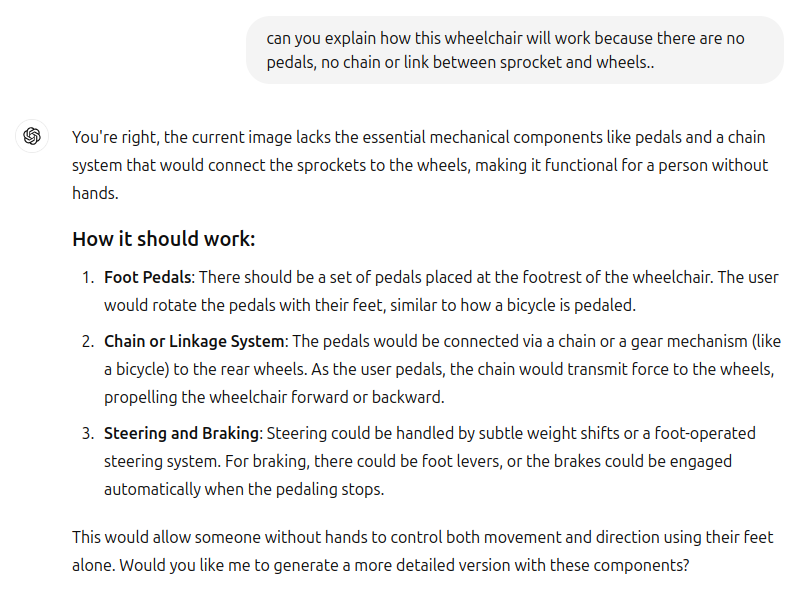 can you explain how this wheelchair will work because there are no
pedals, no chain or link between sprocket and wheels..
You're right, the current image lacks the essential mechanical components like pedals and a chain
system that would connect the sprockets to the wheels, making it functional for a person without
hands.
How it should work:
1. Foot Pedals: There should be a set of pedals placed at the footrest of the wheelchair. The user
would rotate the pedals with their feet, similar to how a bicycle is pedaled.
2. Chain or Linkage System: The pedals would be connected via a chain or a gear mechanism (like
a bicycle) to the rear wheels. As the user pedals, the chain would transmit force to the wheels,
propelling the wheelchair forward or backward.
3. Steering and Braking: Steering could be handled by subtle weight shifts or a foot-operated
steering system. For braking, there could be foot levers, or the brakes could be engaged
automatically when the pedaling stops.
This would allow someone without hands to control both movement and direction using their feet
alone. Would you like me to generate a more detailed version with these components?